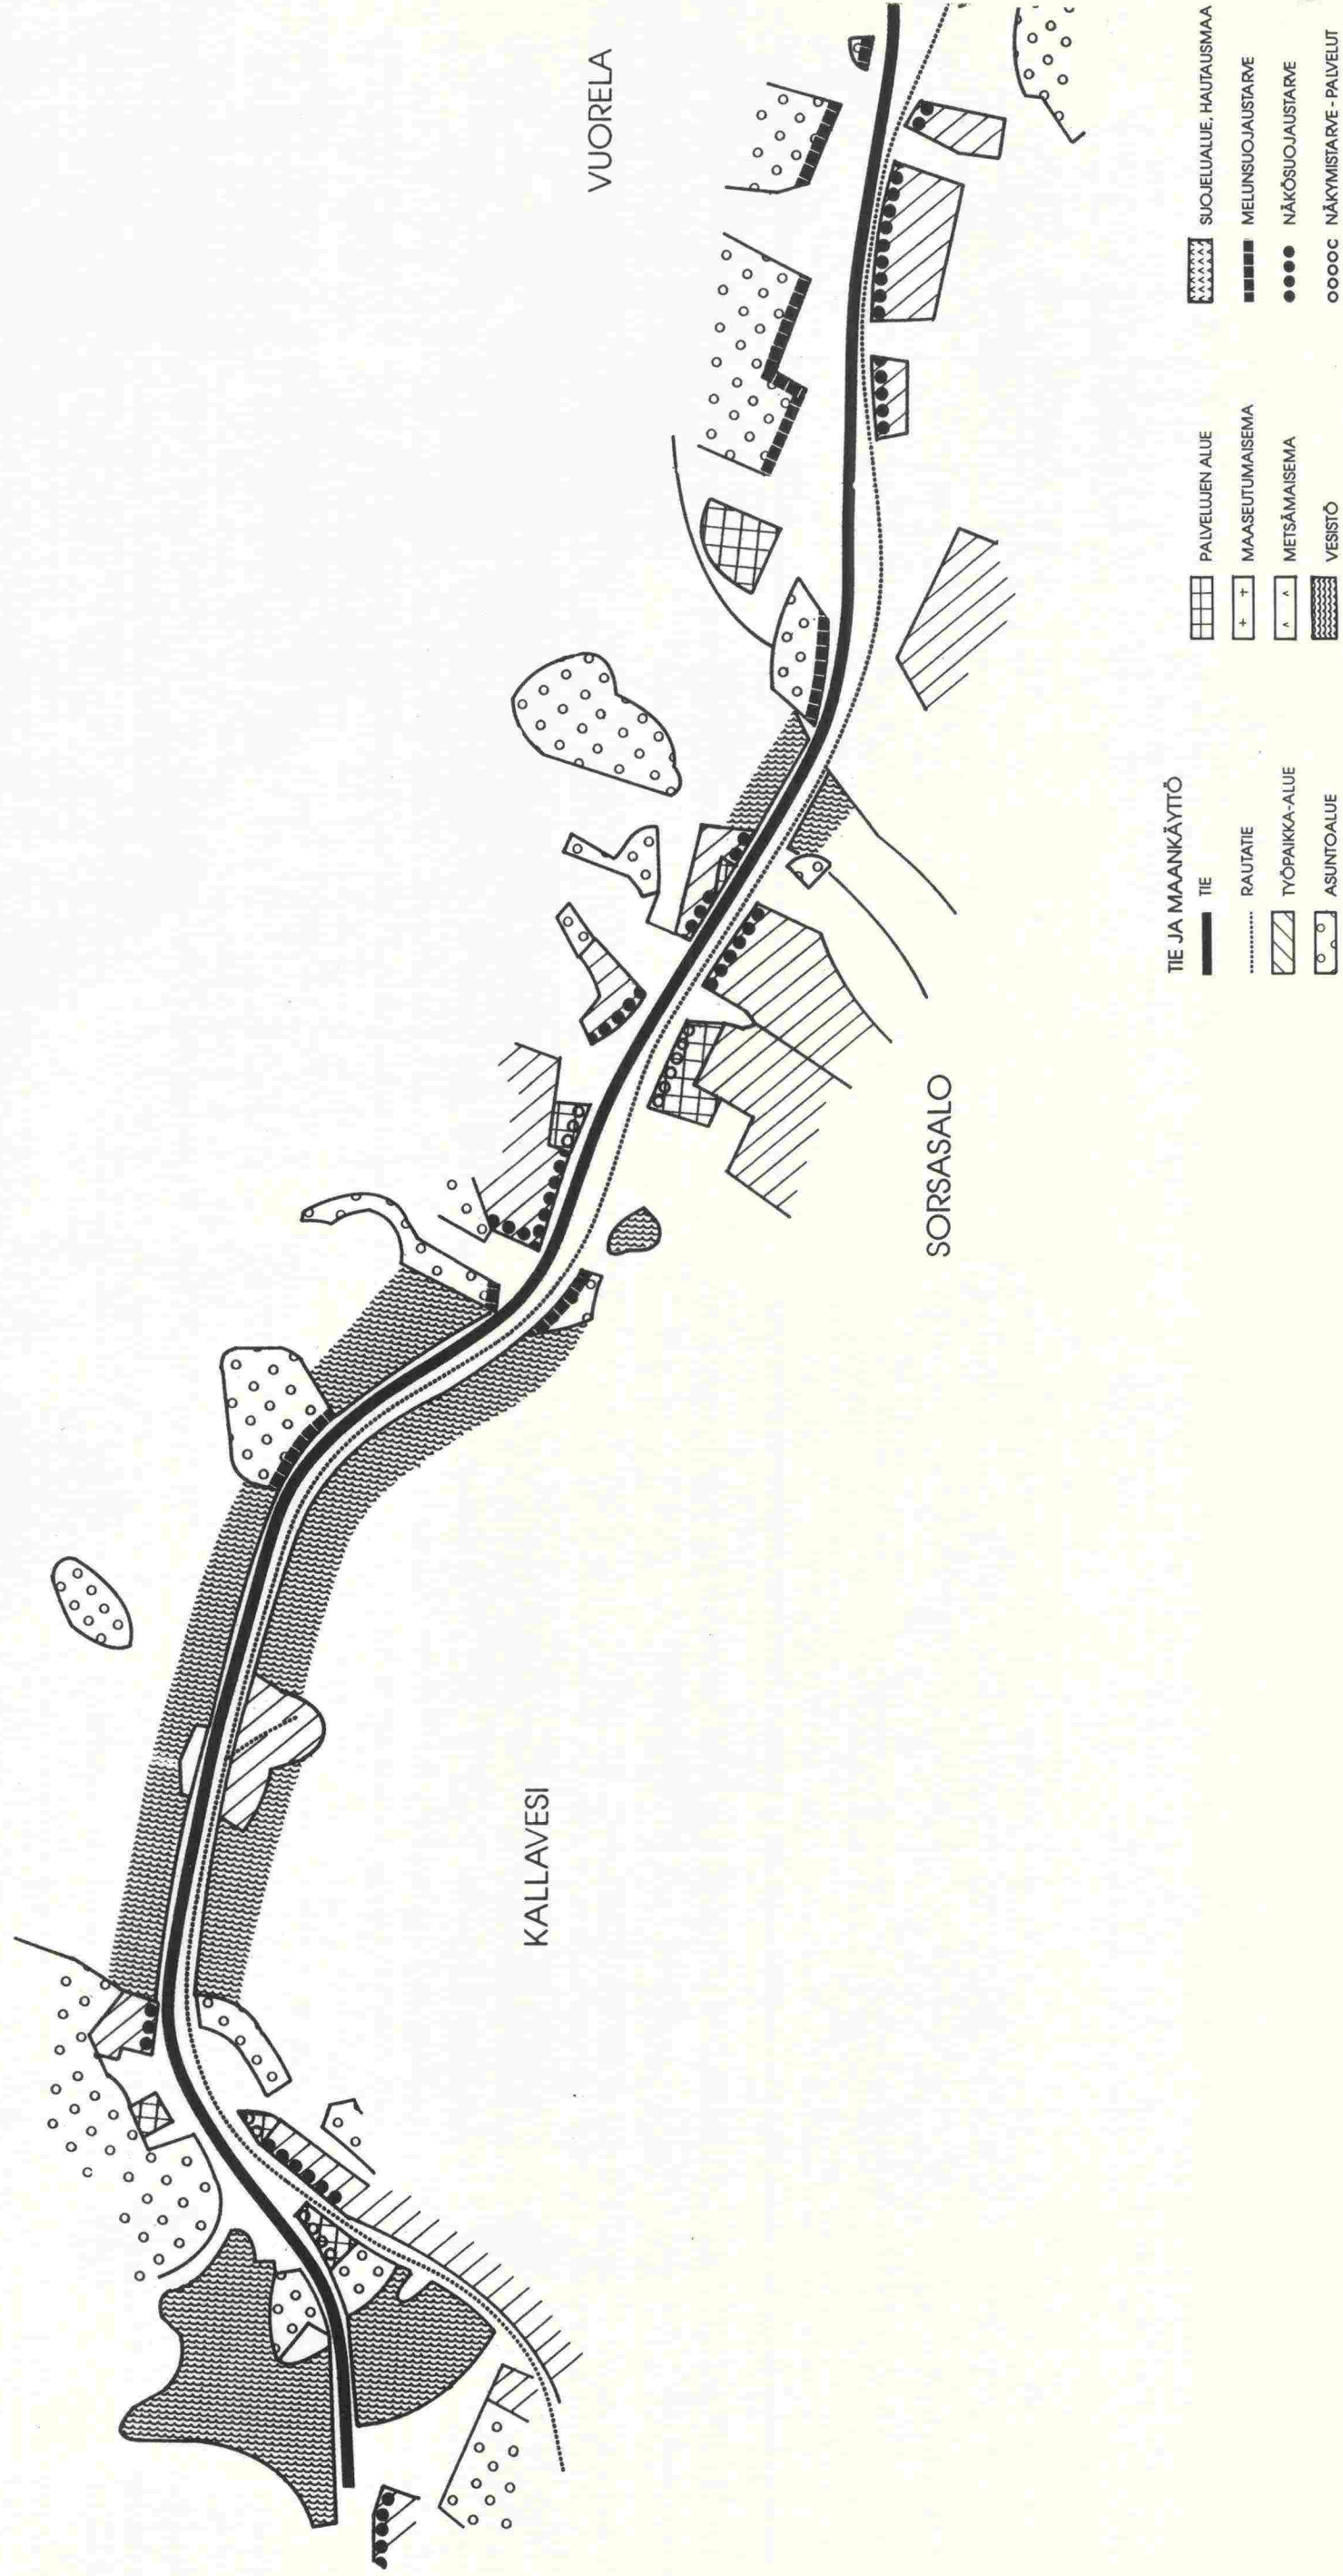 VUORELA
SORSASALO
KALLAVESI
TIE JA MAANKÄYTTÖ
TIE
RAUTATIE
TYÖPAIKKA-ALUE
ASUNTOALUE
PALVELUJEN ALUE
MAASEUTUMAISEMA
METSÄMAISEMA
VESISTÖ
SUOJELUALUE, HAUTAUSMAA
MELUNSUOJAUSTARVE
NÄKÖSUOJAUSTARVE
NÄKYMISTARVE - PALVELUT